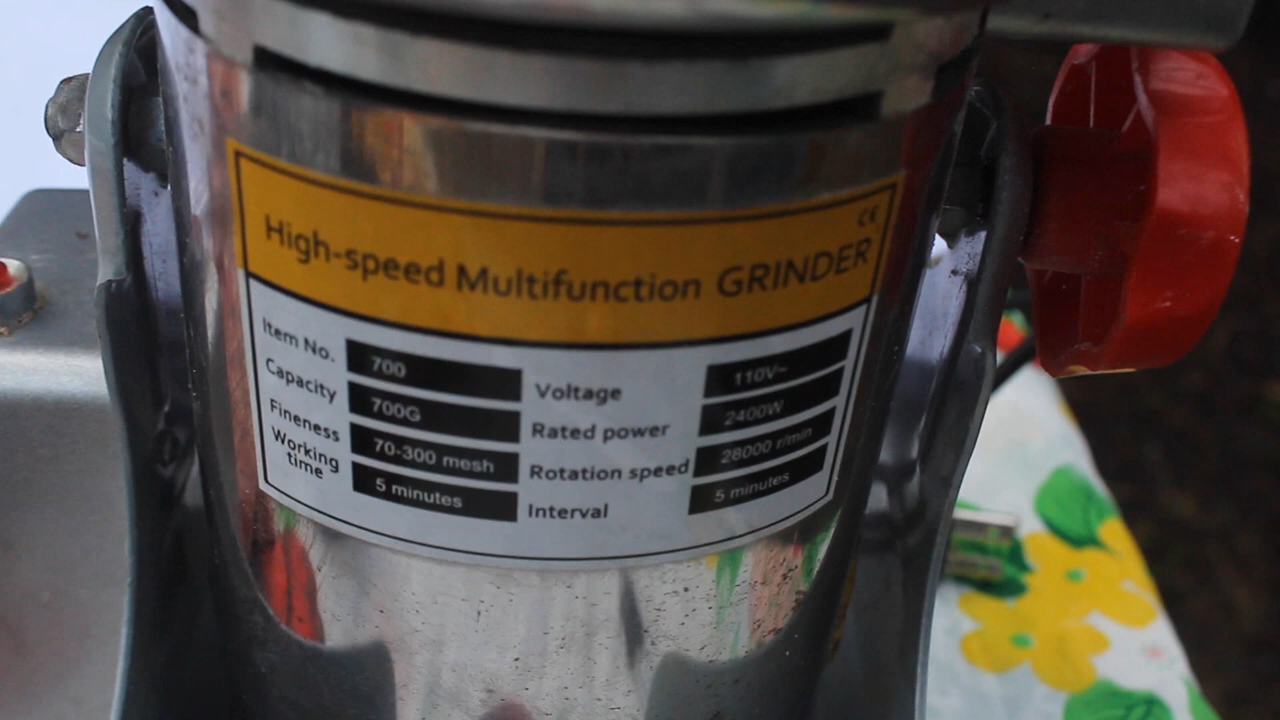 CE
High-speed Multifunction GRINDER
Item No. 700 Voltage 110V~
Capacity 700G Rated power 2400W
Fineness 70-300 mesh Rotation speed 28000 r/min
Working time 5 minutes Interval 5 minutes